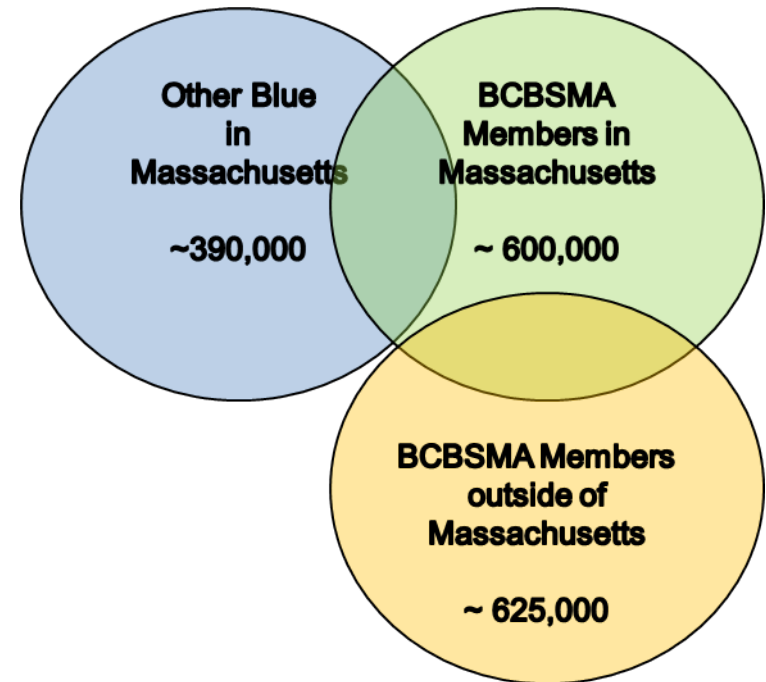 Other Blue
in
Massachusetts
~390,000
BCBSMA
Members in
Massachusetts
~ 600,000
BCBSMA Members
outside of
Massachusetts
~ 625,000